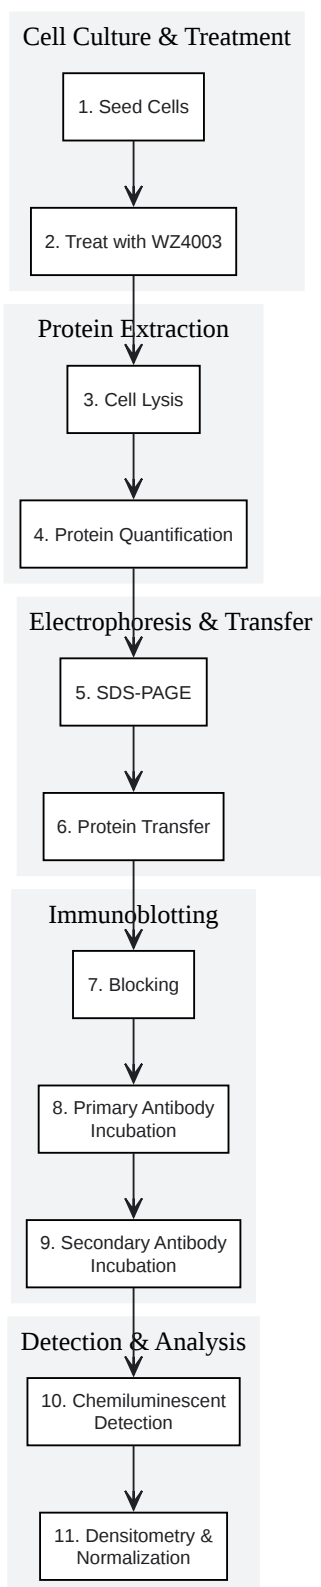 Cell Culture & Treatment
1. Seed Cells
2. Treat with WZ4003
Protein Extraction
3. Cell Lysis
4. Protein Quantification
Electrophoresis & Transfer
5. SDS-PAGE
6. Protein Transfer
Immunoblotting
7. Blocking
8. Primary Antibody
Incubation
9. Secondary Antibody
Incubation
Detection & Analysis
10. Chemiluminescent
Detection
11. Densitometry &
Normalization